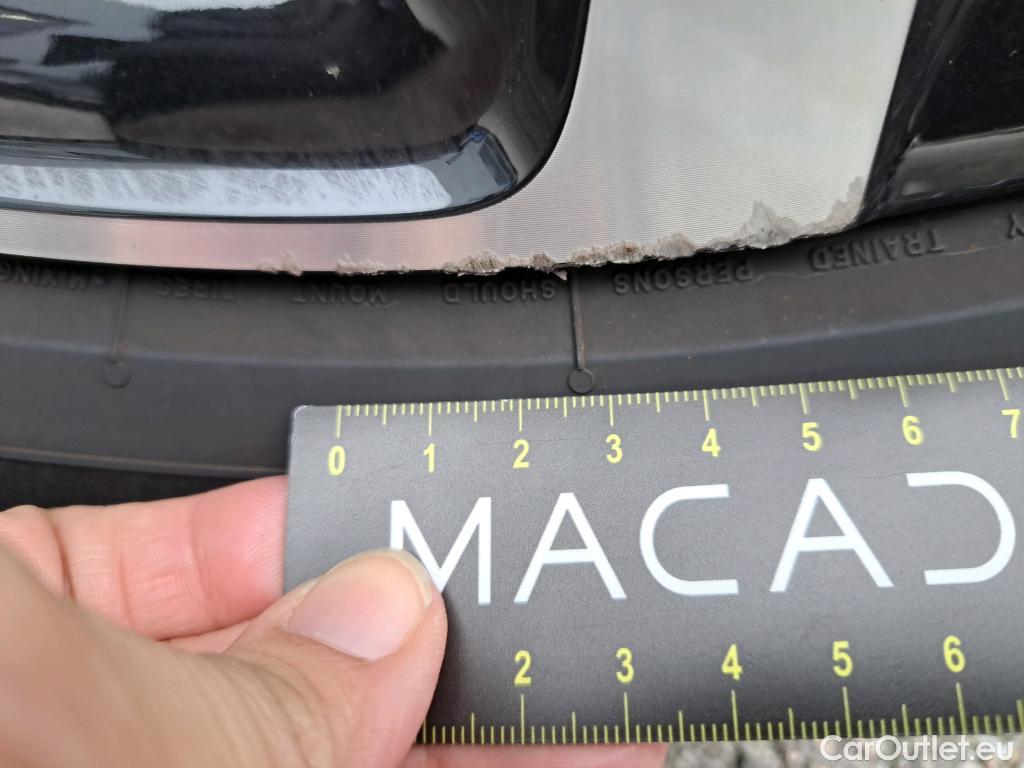 Y TRAINED PERSONS SHOULD MOUNT TIRES • MIXING
0 1 2 3 4 5 6 7
MACAD
2 3 4 5 6
CarOutlet.eu